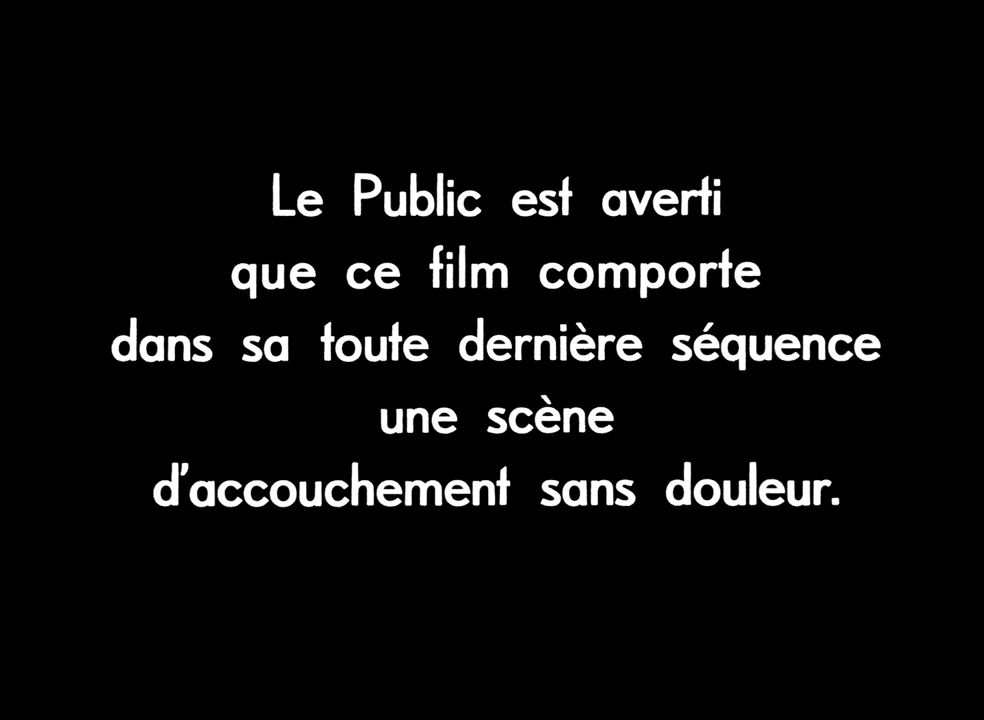 Le Public est averti
que ce film comporte
dans sa toute dernière séquence
une scène
d'accouchement sans douleur.